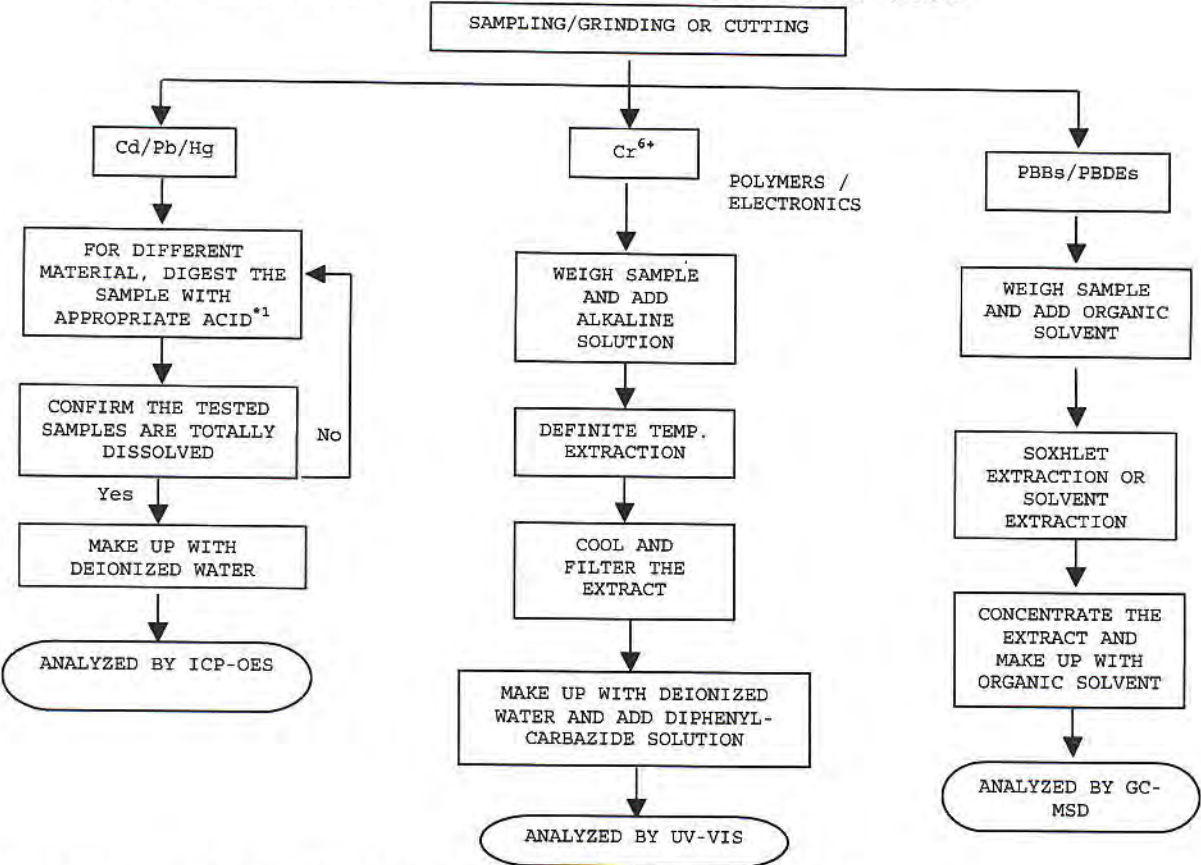 SAMPLING/GRINDING OR CUTTING
Cd/Pb/Hg
FOR DIFFERENT
MATERIAL, DIGEST THE
SAMPLE WITH
APPROPRIATE ACID*1
CONFIRM THE TESTED
SAMPLES ARE TOTALLY
DISSOLVED
No
Yes
MAKE UP WITH
DEIONIZED WATER
ANALYZED BY ICP-OES
Cr6+
POLYMERS /
ELECTRONICS
WEIGH SAMPLE
AND ADD
ALKALINE
SOLUTION
DEFINITE TEMP.
EXTRACTION
COOL AND
FILTER THE
EXTRACT
MAKE UP WITH DEIONIZED
WATER AND ADD DIPHENYL-
CARBAZIDE SOLUTION
ANALYZED BY UV-VIS
PBBs/PBDEs
WEIGH SAMPLE
AND ADD ORGANIC
SOLVENT
SOXHLET
EXTRACTION OR
SOLVENT
EXTRACTION
CONCENTRATE THE
EXTRACT AND
MAKE UP WITH
ORGANIC SOLVENT
ANALYZED BY GC-
MSD